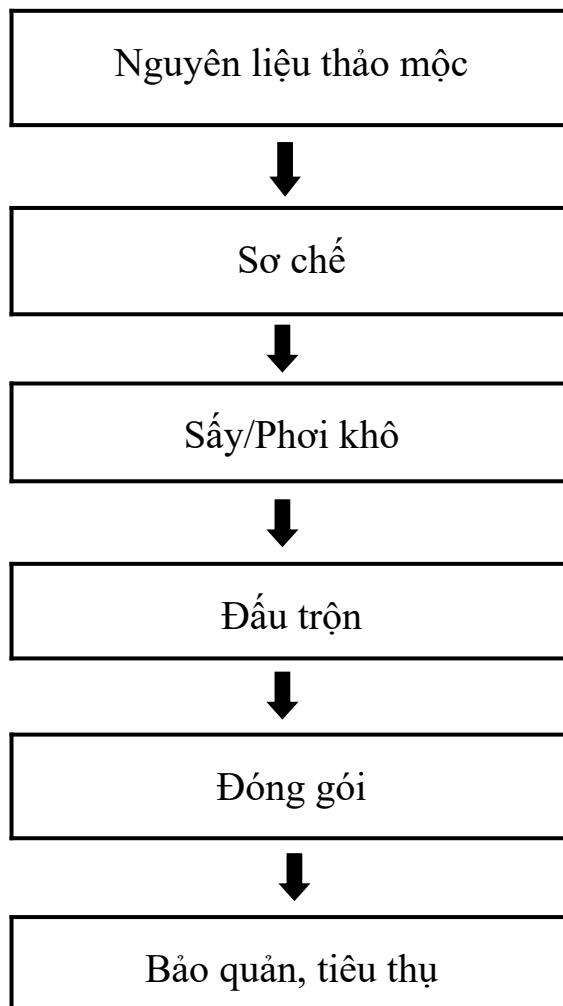 Nguyên liệu thảo mộc
Sơ chế
Sấy/Phơi khô
Đấu trộn
Đóng gói
Bảo quản, tiêu thụ